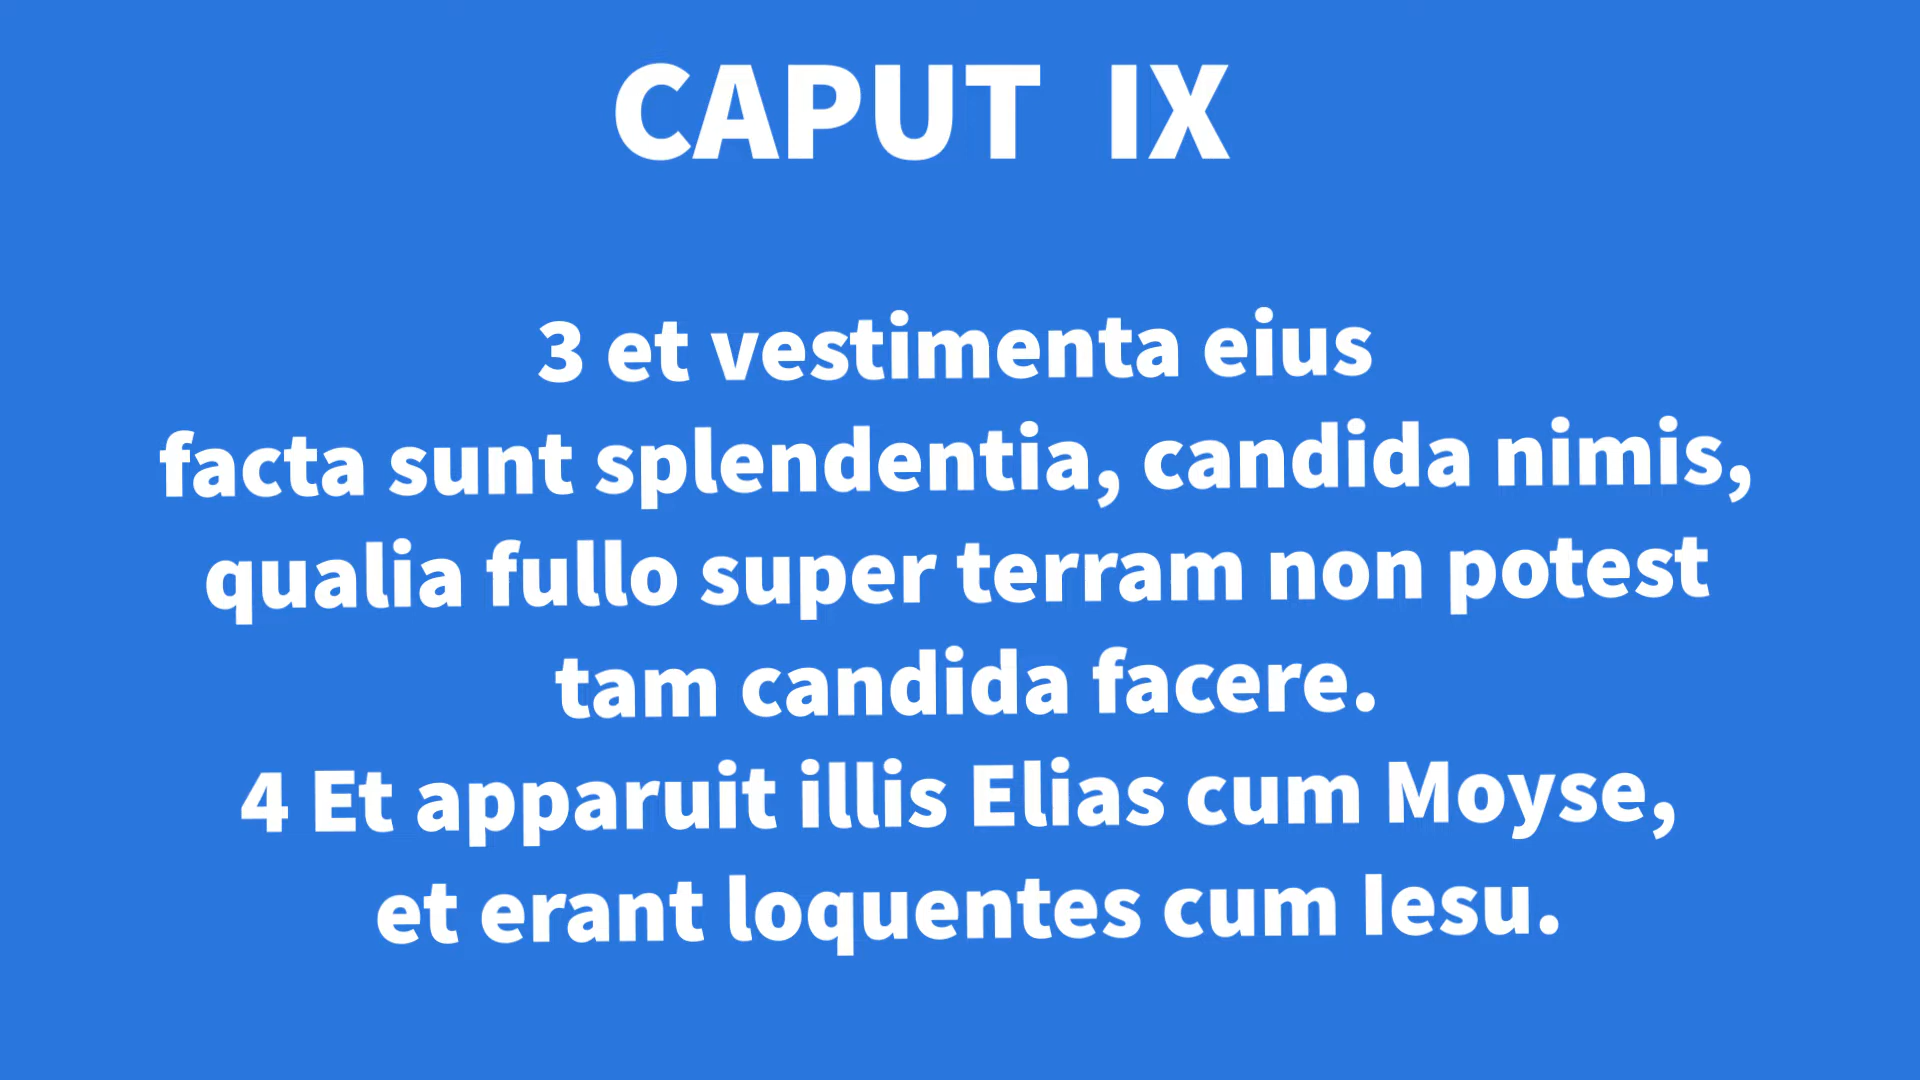 CAPUT IX
3 et vestimenta eius
facta sunt splendentia, candida nimis,
qualia fullo super terram non potest
tam candida facere.
4 Et apparuit illis Elias cum Moyse,
et erant loquentes cum Iesu.